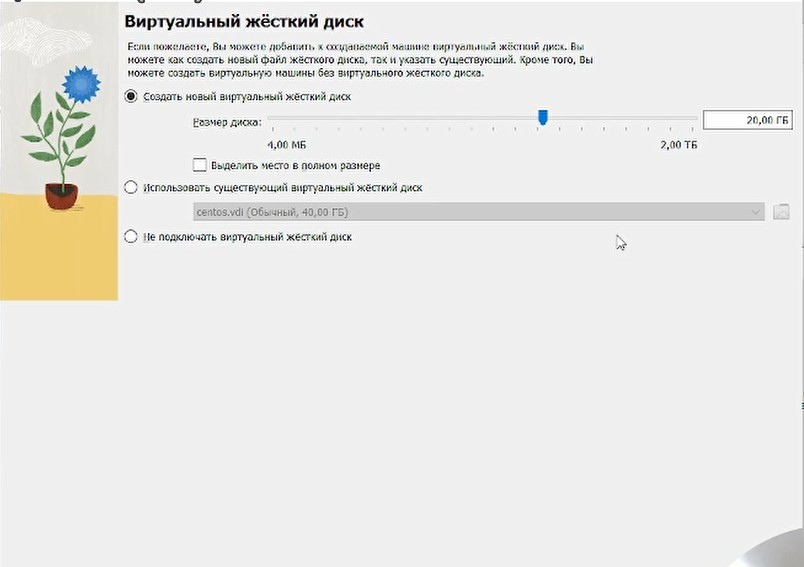 Виртуальный жёсткий диск
Если пожелаете, Вы можете добавить к создаваемой машине виртуальный жёсткий диск. Вы
можете как создать новый файл жёсткого диска, так и указать существующий. Кроме того, Вы
можете создать виртуальную машины без виртуального жёсткого диска.
Создать новый виртуальный жёсткий диск
Размер диска:
20,00 ГБ
4,00 МБ
2,00 ТБ
Выделить место в полном размере
Использовать существующий виртуальный жёсткий диск
centos.vdi (Обычный, 40,00 ГБ)
Не подключать виртуальный жёсткий диск